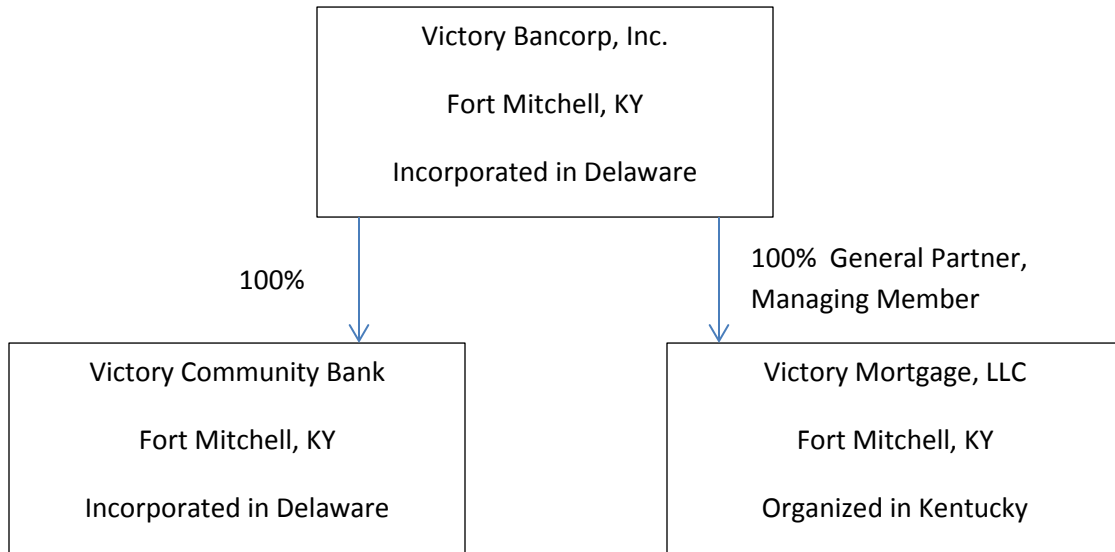 Victory Bancorp, Inc.
Fort Mitchell, KY
Incorporated in Delaware
100%
100% General Partner,
Managing Member
Victory Community Bank
Fort Mitchell, KY
Incorporated in Delaware
Victory Mortgage, LLC
Fort Mitchell, KY
Organized in Kentucky